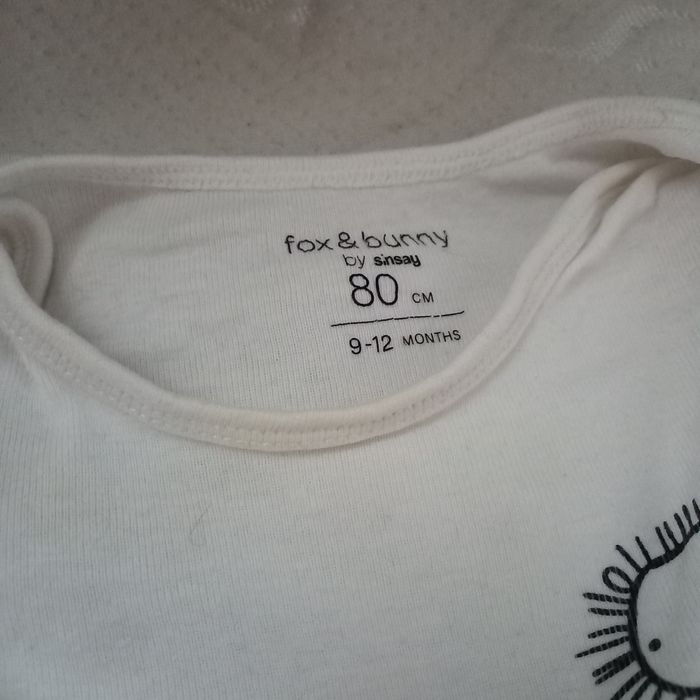 fox & bunny
by sinsay
80 CM
9-12 MONTHS